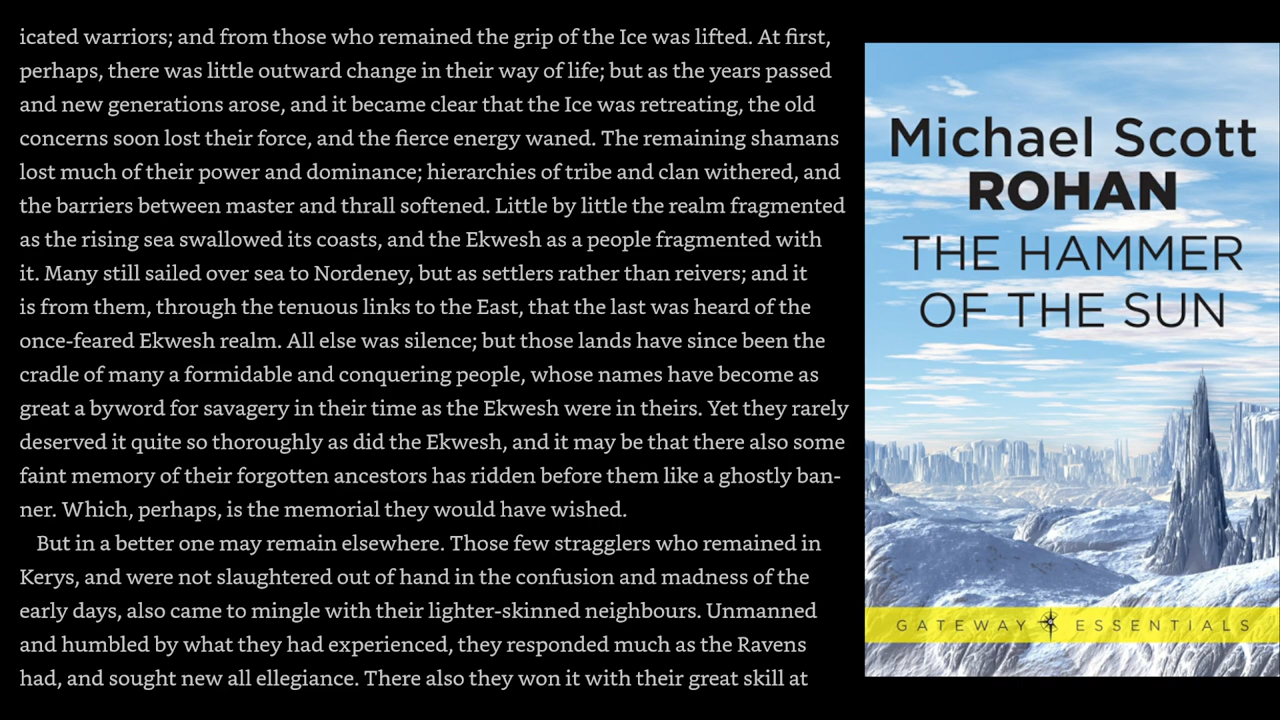 icated warriors; and from those who remained the grip of the Ice was lifted. At first,
perhaps, there was little outward change in their way of life; but as the years passed
and new generations arose, and it became clear that the Ice was retreating, the old
concerns soon lost their force, and the fierce energy waned. The remaining shamans
lost much of their power and dominance; hierarchies of tribe and clan withered, and
the barriers between master and thrall softened. Little by little the realm fragmented
as the rising sea swallowed its coasts, and the Ekwesh as a people fragmented with
it. Many still sailed over sea to Nordeney, but as settlers rather than reivers; and it
is from them, through the tenuous links to the East, that the last was heard of the
once-feared Ekwesh realm. All else was silence; but those lands have since been the
cradle of many a formidable and conquering people, whose names have become as
great a byword for savagery in their time as the Ekwesh were in theirs. Yet they rarely
deserved it quite so thoroughly as did the Ekwesh, and it may be that there also some
faint memory of their forgotten ancestors has ridden before them like a ghostly ban-
ner. Which, perhaps, is the memorial they would have wished.
But in a better one may remain elsewhere. Those few stragglers who remained in
Kerys, and were not slaughtered out of hand in the confusion and madness of the
early days, also came to mingle with their lighter-skinned neighbours. Unmanned
and humbled by what they had experienced, they responded much as the Ravens
had, and sought new all ellegiance. There also they won it with their great skill at
Michael Scott
ROHAN
THE HAMMER
OF THE SUN
GATEWAY ESSENTIALS